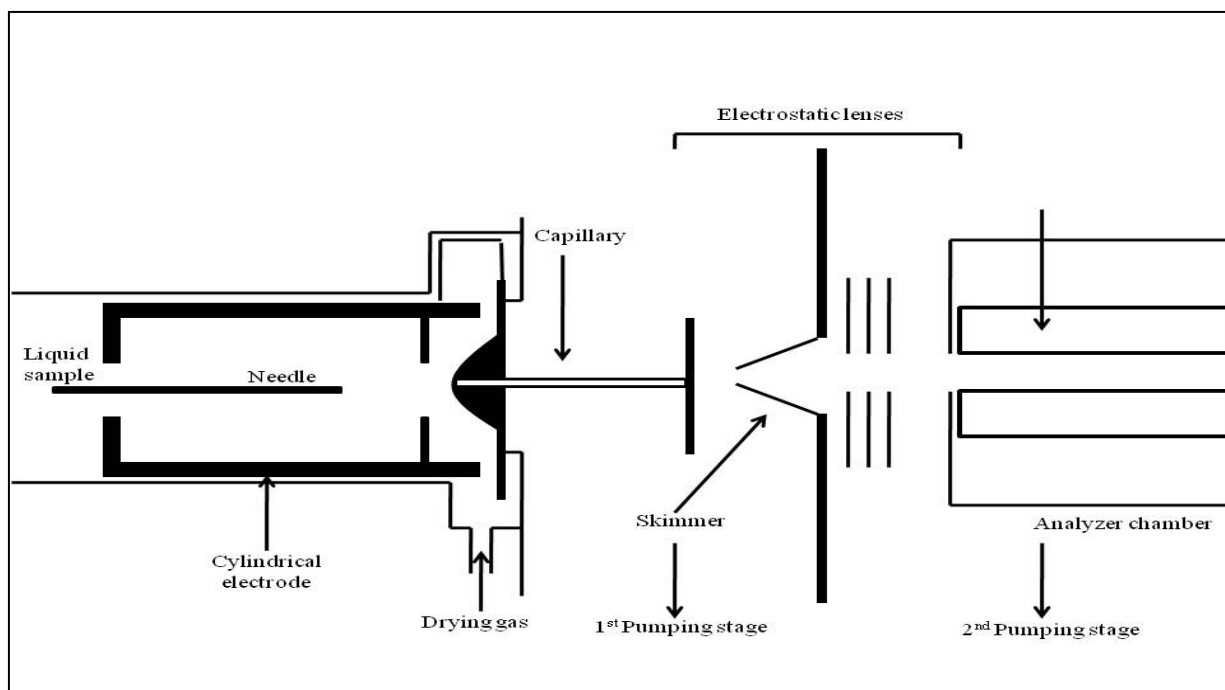 Electrostatic lenses
Capillary
Liquid
sample
Needle
Skimmer
Analyzer chamber
Cylindrical
electrode
Drying gas
1st Pumping stage
2nd Pumping stage